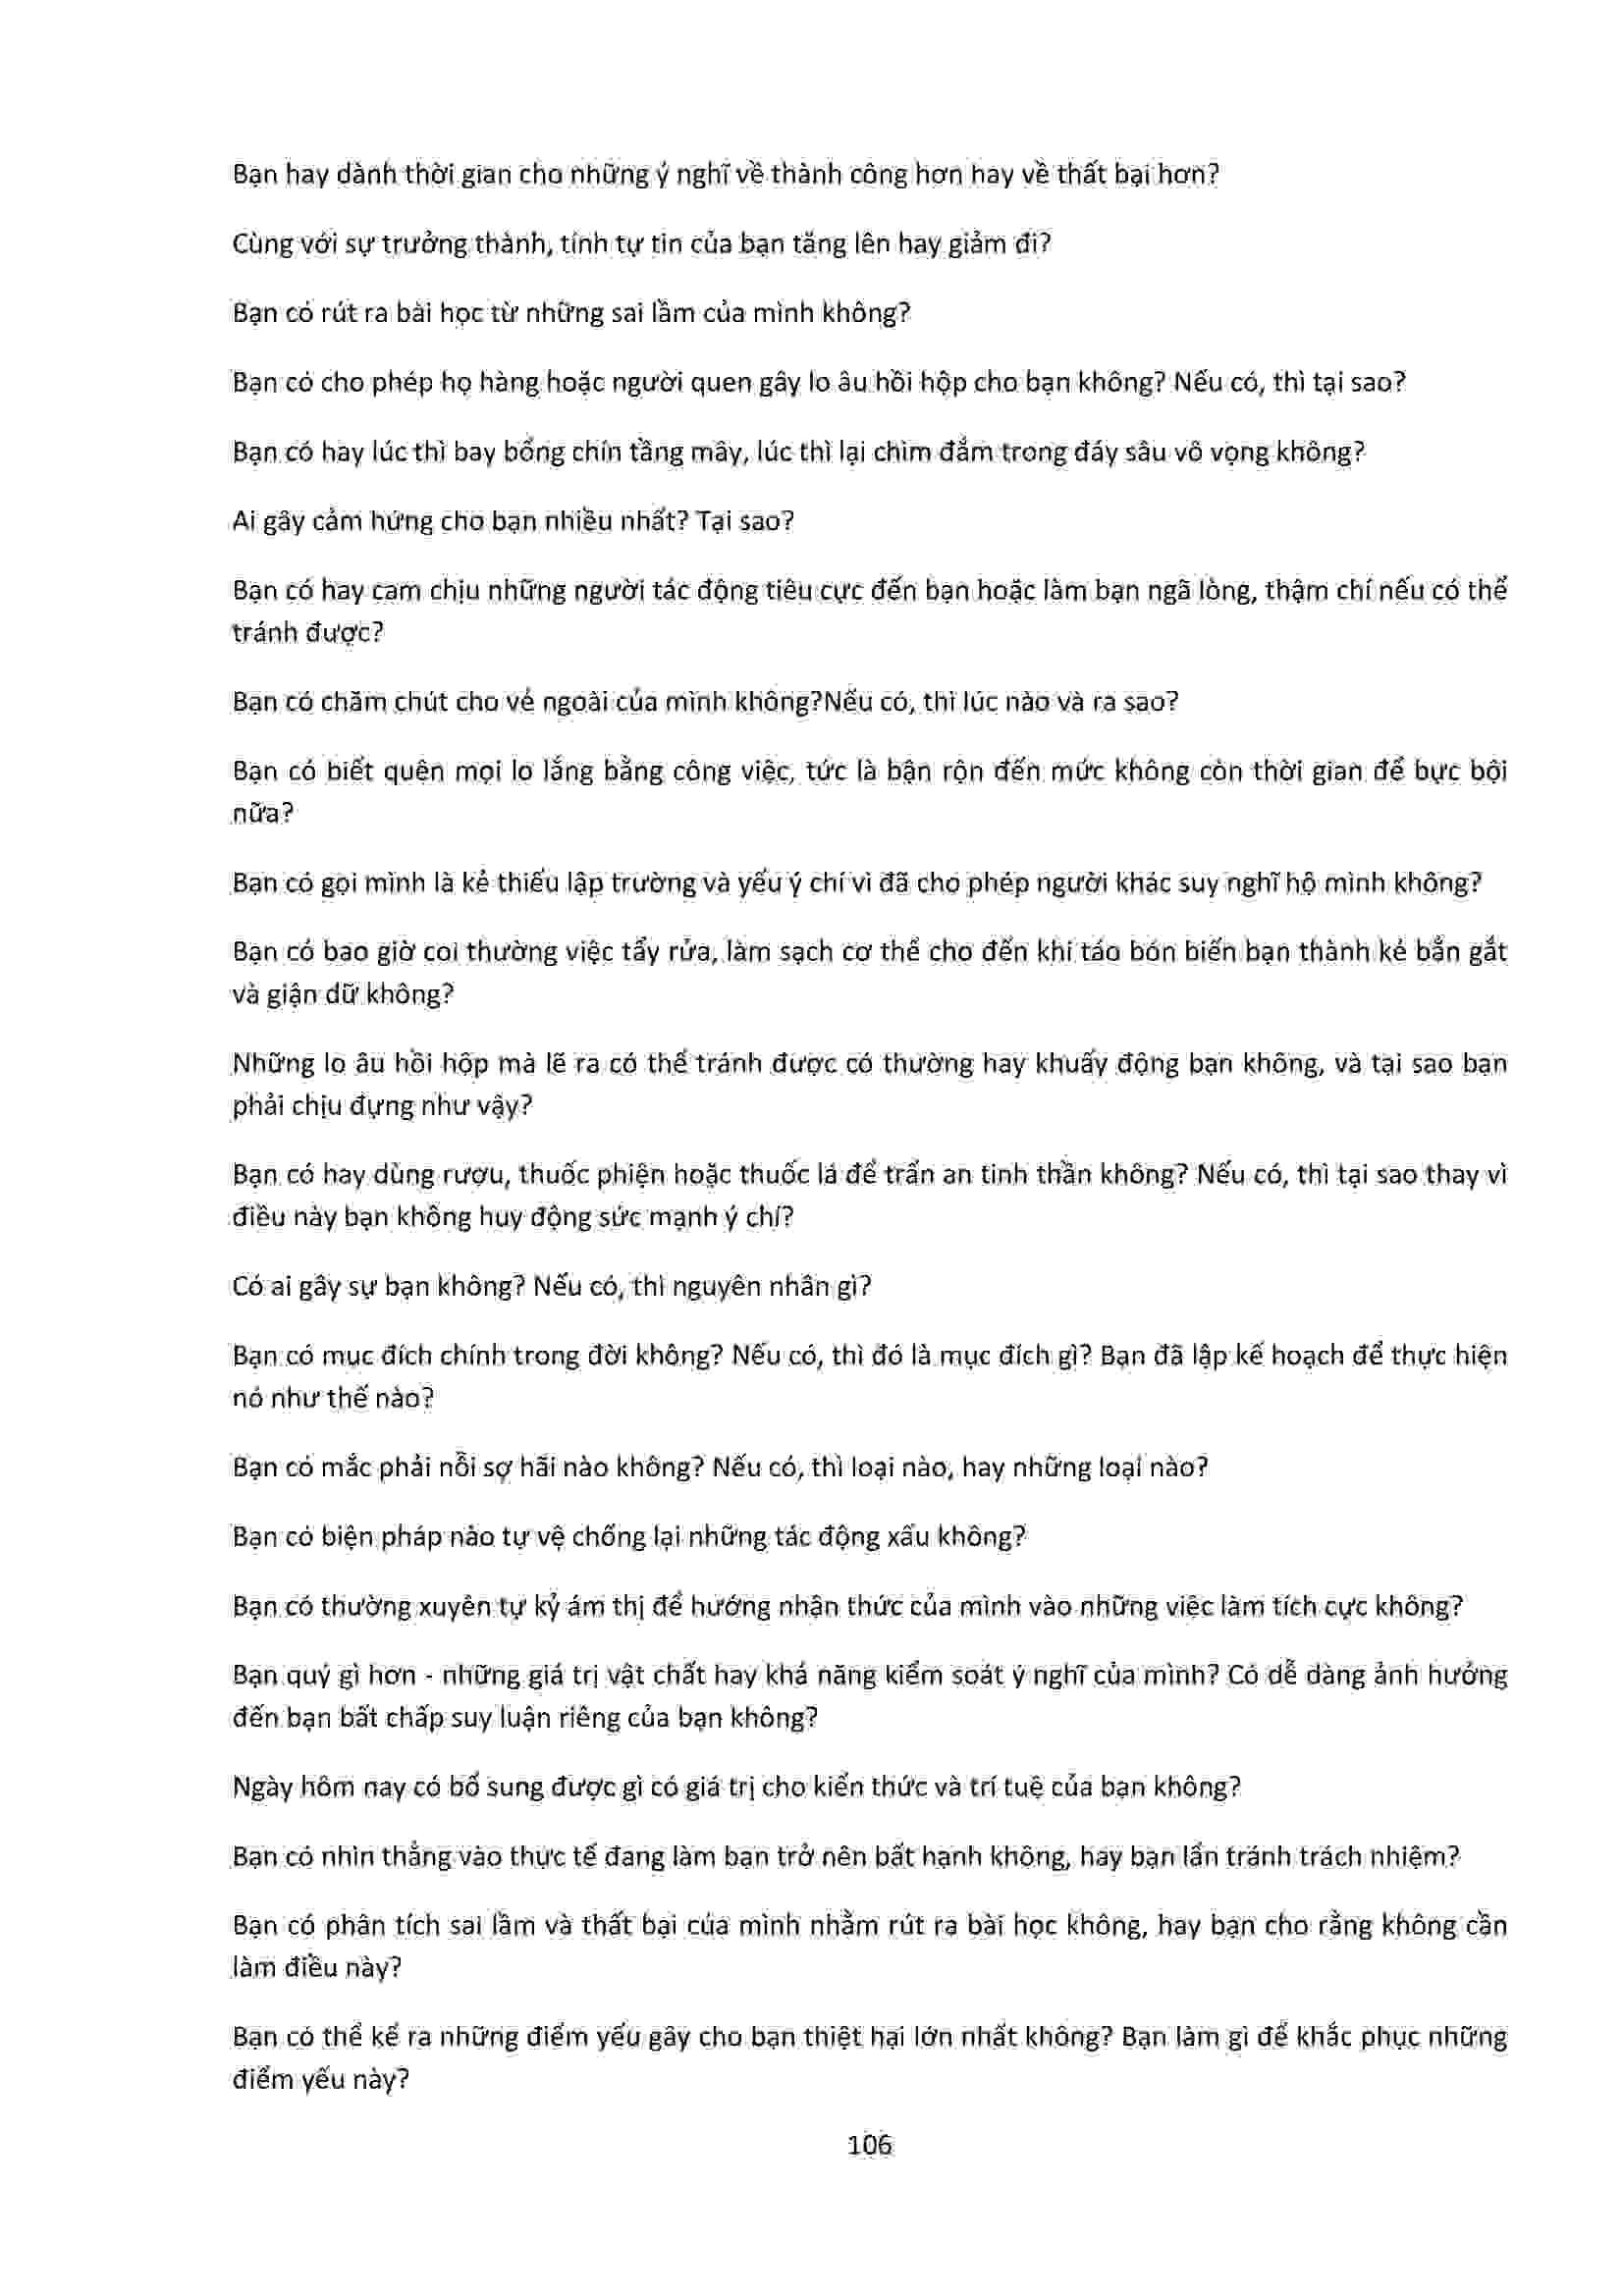 Bạn hay dành thời gian cho những ý nghĩ về thành công hơn hay về thất bại hơn?
Cùng với sự trưởng thành, tính tự tin của bạn tăng lên hay giảm đi?
Bạn có rút ra bài học từ những sai lầm của mình không?
Bạn có cho phép họ hàng hoặc người quen gây lo âu hồi hộp cho bạn không? Nếu có, thì tại sao?
Bạn có hay lúc thì bay bổng chín tầng mây, lúc thì lại chìm đắm trong đáy sâu vô vọng không?
Ai gây cảm hứng cho bạn nhiều nhất? Tại sao?
Bạn có hay cam chịu những người tác động tiêu cực đến bạn hoặc làm bạn ngã lòng, thậm chí nếu có thể
tránh được?
Bạn có chăm chút cho vẻ ngoài của mình không?Nếu có, thì lúc nào và ra sao?
Bạn có biết quên mọi lo lắng bằng công việc, tức là bận rộn đến mức không còn thời gian để bực bội
nữa?
Bạn có gọi mình là kẻ thiếu lập trường và yếu ý chí vì đã cho phép người khác suy nghĩ hộ mình không?
Bạn có bao giờ coi thường việc tẩy rửa, làm sạch cơ thể cho đến khi táo bón biến bạn thành kẻ bẳn gắt
và giận dữ không?
Những lo âu hồi hộp mà lẽ ra có thể tránh được có thường hay khuấy động bạn không, và tại sao bạn
phải chịu đựng như vậy?
Bạn có hay dùng rượu, thuốc phiện hoặc thuốc lá để trấn an tinh thần không? Nếu có, thì tại sao thay vì
điều này bạn không huy động sức mạnh ý chí?
Có ai gây sự bạn không? Nếu có, thì nguyên nhân gì?
Bạn có mục đích chính trong đời không? Nếu có, thì đó là mục đích gì? Bạn đã lập kế hoạch để thực hiện
nó như thế nào?
Bạn có mắc phải nỗi sợ hãi nào không? Nếu có, thì loại nào, hay những loại nào?
Bạn có biện pháp nào tự vệ chống lại những tác động xấu không?
Bạn có thường xuyên tự kỷ ám thị để hướng nhận thức của mình vào những việc làm tích cực không?
Bạn quý gì hơn - những giá trị vật chất hay khả năng kiểm soát ý nghĩ của mình? Có dễ dàng ảnh hưởng
đến bạn bất chấp suy luận riêng của bạn không?
Ngày hôm nay có bổ sung được gì có giá trị cho kiến thức và trí tuệ của bạn không?
Bạn có nhìn thẳng vào thực tế đang làm bạn trở nên bất hạnh không, hay bạn lẩn tránh trách nhiệm?
Bạn có phân tích sai lầm và thất bại của mình nhằm rút ra bài học không, hay bạn cho rằng không cần
làm điều này?
Bạn có thể kể ra những điểm yếu gây cho bạn thiệt hại lớn nhất không? Bạn làm gì để khắc phục những
điểm yếu này?
106